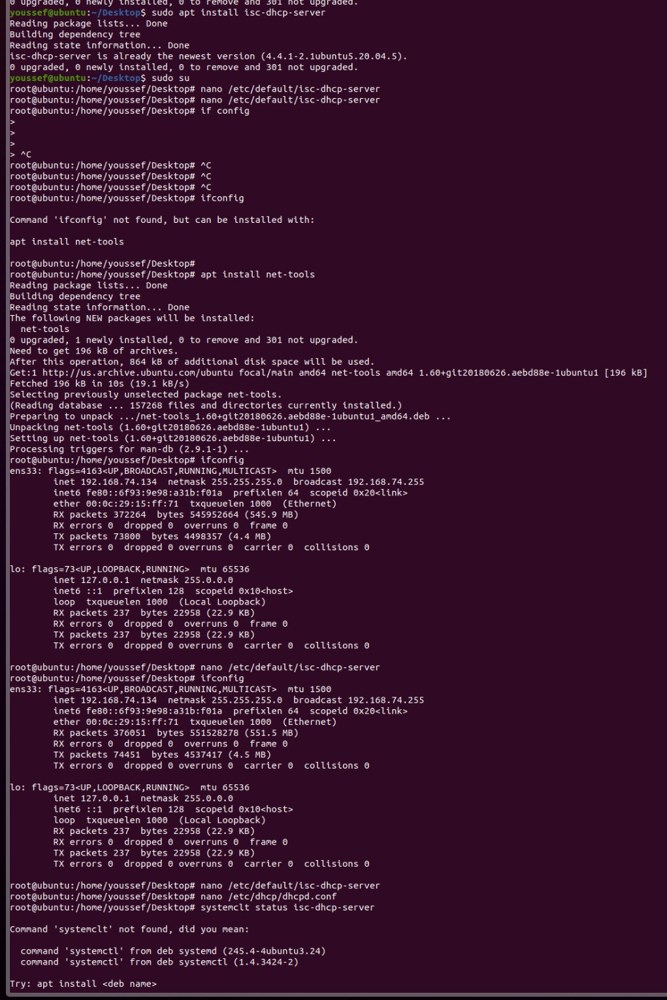 0 upgraded, 0 newly installed, 0 to remove and 301 not upgraded.
youssef@ubuntu:~/Desktop$ sudo apt install isc-dhcp-server
Reading package lists... Done
Building dependency tree
Reading state information... Done
isc-dhcp-server is already the newest version (4.4.1-2.1ubuntu5.20.04.5).
0 upgraded, 0 newly installed, 0 to remove and 301 not upgraded.
youssef@ubuntu:~/Desktop$ sudo su
root@ubuntu:/home/youssef/Desktop# nano /etc/default/isc-dhcp-server
root@ubuntu:/home/youssef/Desktop# nano /etc/default/isc-dhcp-server
root@ubuntu:/home/youssef/Desktop# if config
>
>
>
> ^C
root@ubuntu:/home/youssef/Desktop# ^C
root@ubuntu:/home/youssef/Desktop# ^C
root@ubuntu:/home/youssef/Desktop# ^C
root@ubuntu:/home/youssef/Desktop# ifconfig
Command 'ifconfig' not found, but can be installed with:
apt install net-tools
root@ubuntu:/home/youssef/Desktop#
root@ubuntu:/home/youssef/Desktop# apt install net-tools
Reading package lists... Done
Building dependency tree
Reading state information... Done
The following NEW packages will be installed:
  net-tools
0 upgraded, 1 newly installed, 0 to remove and 301 not upgraded.
Need to get 196 kB of archives.
After this operation, 864 kB of additional disk space will be used.
Get:1 http://us.archive.ubuntu.com/ubuntu focal/main amd64 net-tools amd64 1.60+git20180626.aebd88e-1ubuntu1 [196 kB]
Fetched 196 kB in 10s (19.1 kB/s)
Selecting previously unselected package net-tools.
(Reading database ... 157268 files and directories currently installed.)
Preparing to unpack .../net-tools_1.60+git20180626.aebd88e-1ubuntu1_amd64.deb ...
Unpacking net-tools (1.60+git20180626.aebd88e-1ubuntu1) ...
Setting up net-tools (1.60+git20180626.aebd88e-1ubuntu1) ...
Processing triggers for man-db (2.9.1-1) ...
root@ubuntu:/home/youssef/Desktop# ifconfig
ens33: flags=4163<UP,BROADCAST,RUNNING,MULTICAST>  mtu 1500
        inet 192.168.74.134  netmask 255.255.255.0  broadcast 192.168.74.255
        inet6 fe80::6f93:9e98:a31b:f01a  prefixlen 64  scopeid 0x20<link>
        ether 00:0c:29:15:ff:71  txqueuelen 1000  (Ethernet)
        RX packets 372264  bytes 545952664 (545.9 MB)
        RX errors 0  dropped 0  overruns 0  frame 0
        TX packets 73800  bytes 4498357 (4.4 MB)
        TX errors 0  dropped 0 overruns 0  carrier 0  collisions 0
lo: flags=73<UP,LOOPBACK,RUNNING>  mtu 65536
        inet 127.0.0.1  netmask 255.0.0.0
        inet6 ::1  prefixlen 128  scopeid 0x10<host>
        loop  txqueuelen 1000  (Local Loopback)
        RX packets 237  bytes 22958 (22.9 KB)
        RX errors 0  dropped 0  overruns 0  frame 0
        TX packets 237  bytes 22958 (22.9 KB)
        TX errors 0  dropped 0 overruns 0  carrier 0  collisions 0
root@ubuntu:/home/youssef/Desktop# nano /etc/default/isc-dhcp-server
root@ubuntu:/home/youssef/Desktop# ifconfig
ens33: flags=4163<UP,BROADCAST,RUNNING,MULTICAST>  mtu 1500
        inet 192.168.74.134  netmask 255.255.255.0  broadcast 192.168.74.255
        inet6 fe80::6f93:9e98:a31b:f01a  prefixlen 64  scopeid 0x20<link>
        ether 00:0c:29:15:ff:71  txqueuelen 1000  (Ethernet)
        RX packets 376051  bytes 551528278 (551.5 MB)
        RX errors 0  dropped 0  overruns 0  frame 0
        TX packets 74451  bytes 4537417 (4.5 MB)
        TX errors 0  dropped 0 overruns 0  carrier 0  collisions 0
lo: flags=73<UP,LOOPBACK,RUNNING>  mtu 65536
        inet 127.0.0.1  netmask 255.0.0.0
        inet6 ::1  prefixlen 128  scopeid 0x10<host>
        loop  txqueuelen 1000  (Local Loopback)
        RX packets 237  bytes 22958 (22.9 KB)
        RX errors 0  dropped 0  overruns 0  frame 0
        TX packets 237  bytes 22958 (22.9 KB)
        TX errors 0  dropped 0 overruns 0  carrier 0  collisions 0
root@ubuntu:/home/youssef/Desktop# nano /etc/default/isc-dhcp-server
root@ubuntu:/home/youssef/Desktop# nano /etc/dhcp/dhcpd.conf
root@ubuntu:/home/youssef/Desktop# systemclt status isc-dhcp-server
Command 'systemclt' not found, did you mean:
  command 'systemctl' from deb systemd (245.4-4ubuntu3.24)
  command 'systemctl' from deb systemctl (1.4.3424-2)
Try: apt install <deb name>